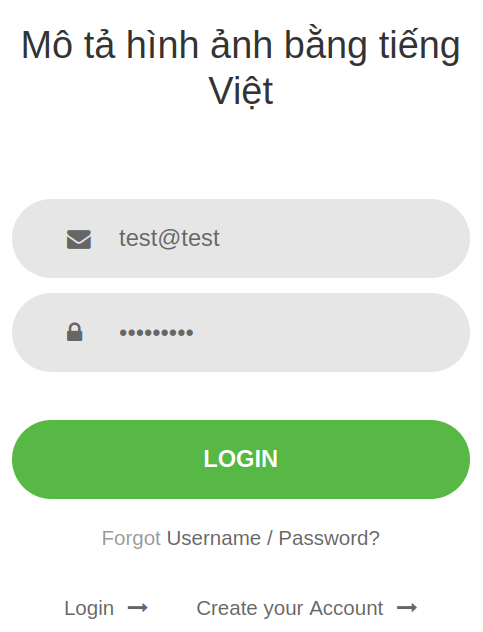 Mô tả hình ảnh bằng tiếng
Việt
test@test
•••••••••
LOGIN
Forgot Username / Password?
Login
Create your Account